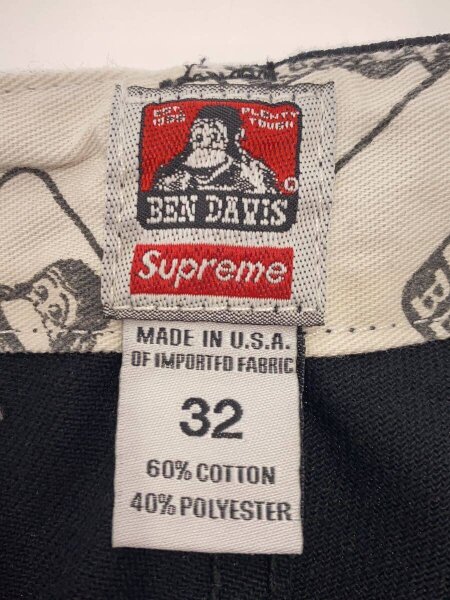 EST. 1935 PLENTY TOUGH
BEN DAVIS
Supreme
MADE IN U.S.A.
OF IMPORTED FABRIC
32
60% COTTON
40% POLYESTER